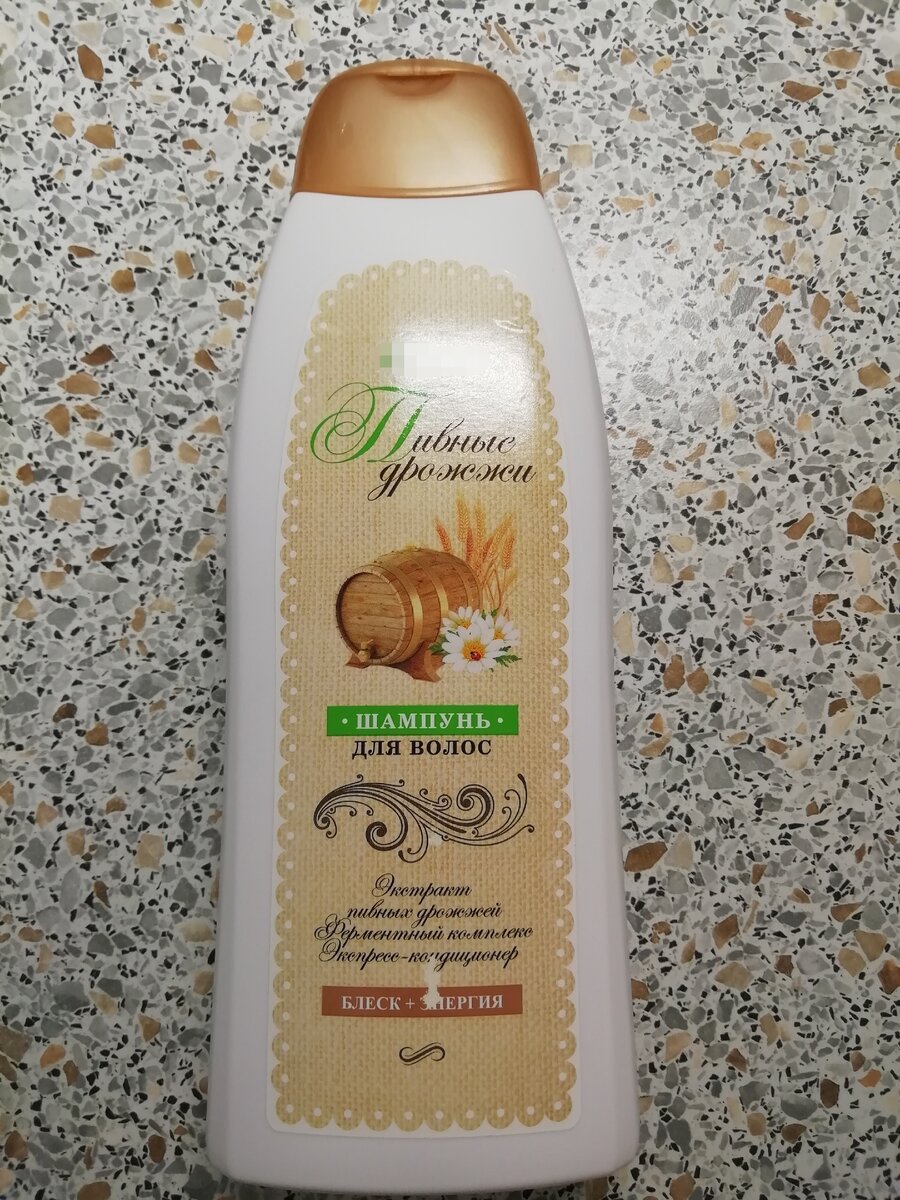 Пивные
дрожжи
• ШАМПУНЬ •
ДЛЯ ВОЛОС
Экстракт
пивных дрожжей
Ферментный комплекс
Экспресс-кондиционер
БЛЕСК + ЭНЕРГИЯ